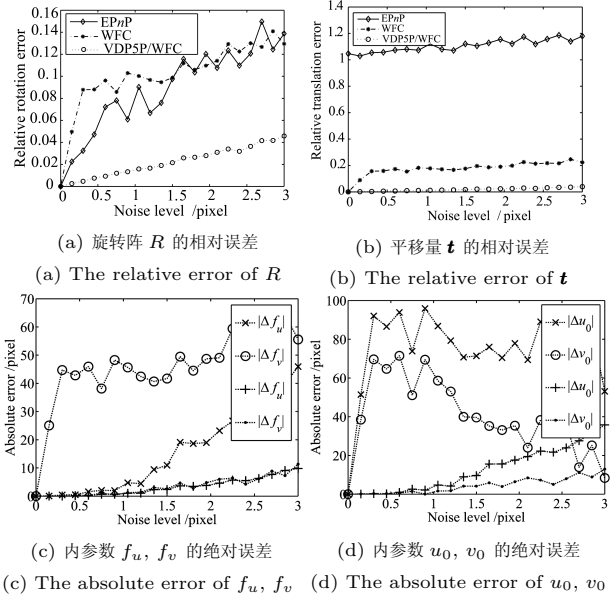 0.16
0.14
0.12
0.1
0.08
0.06
0.04
0.02
0
Relative rotation error
EPnP
WFC
VDP5P/WFC
0 0.5 1 1.5 2 2.5 3
Noise level /pixel
(a) 旋转阵 R 的相对误差
(a) The relative error of R
1.4
1.2
1
0.8
0.6
0.4
0.2
0
Relative translation error
EPnP
WFC
VDP5P/WFC
0 0.5 1 1.5 2 2.5 3
Noise level /pixel
(b) 平移量 t 的相对误差
(b) The relative error of t
70
60
50
40
30
20
10
0
Absolute error /pixel
|Δf_u|
|Δf_v|
|Δf_u|
|Δf_v|
0 0.5 1 1.5 2 2.5 3
Noise level /pixel
(c) 内参数 f_u, f_v 的绝对误差
(c) The absolute error of f_u, f_v
100
80
60
40
20
0
Absolute error /pixel
|Δu_0|
|Δv_0|
|Δu_0|
|Δv_0|
0 0.5 1 1.5 2 2.5 3
Noise level /pixel
(d) 内参数 u_0, v_0 的绝对误差
(d) The absolute error of u_0, v_0